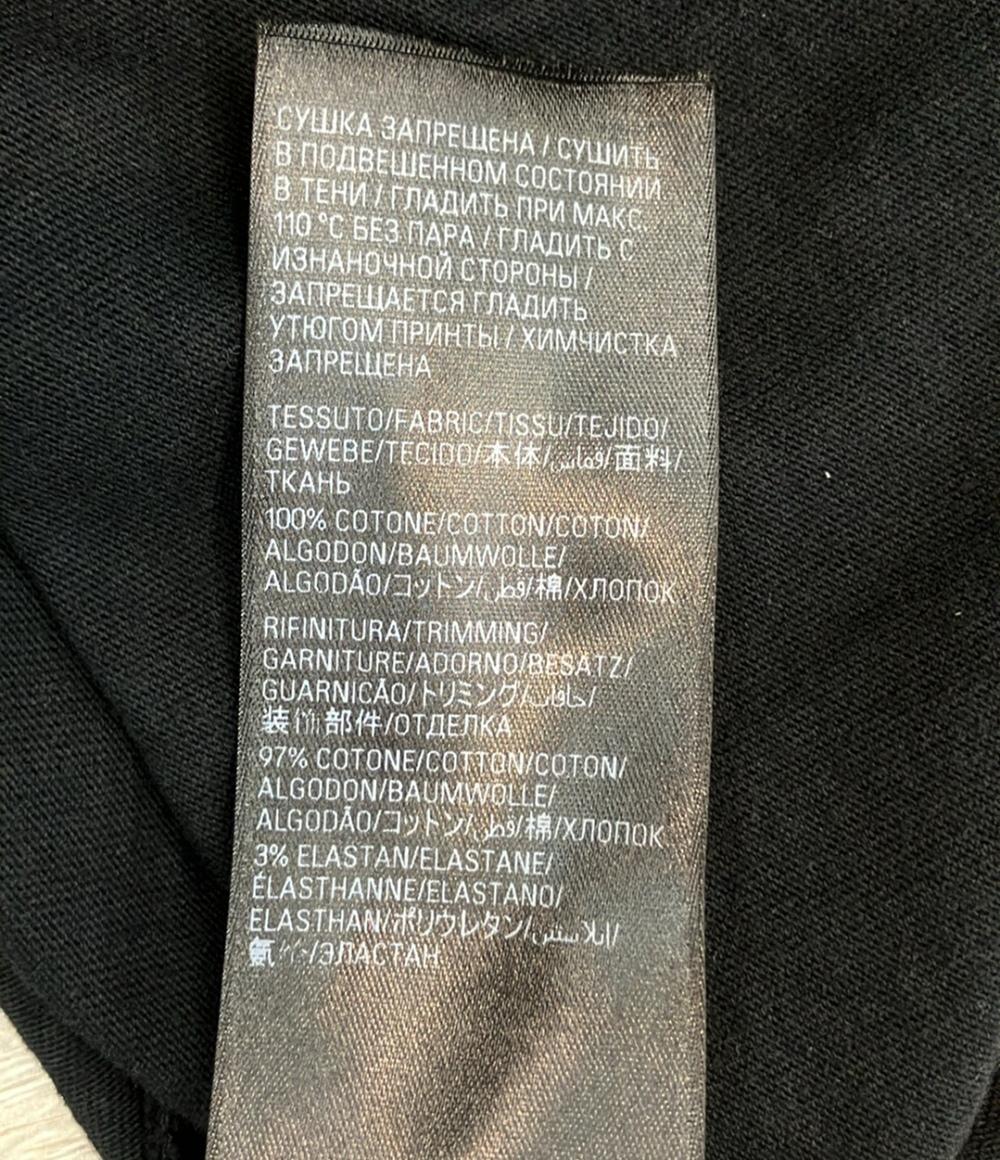 СУШКА ЗАПРЕЩЕНА / СУШИТЬ
В ПОДВЕШЕННОМ СОСТОЯНИИ
В ТЕНИ / ГЛАДИТЬ ПРИ МАКС.
110 °C БЕЗ ПАРА / ГЛАДИТЬ С
ИЗНАНОЧНОЙ СТОРОНЫ /
ЗАПРЕЩАЕТСЯ ГЛАДИТЬ
УТЮГОМ ПРИНТЫ / ХИМЧИСТКА
ЗАПРЕЩЕНА
TESSUTO/FABRIC/TISSU/TEJIDO/
GEWEBE/TECIDO/本体/قماش/面料/
ТКАНЬ
100% COTONE/COTTON/COTON/
ALGODON/BAUMWOLLE/
ALGODÃO/コットン/قطن/棉/ХЛОПОК
RIFINITURA/TRIMMING/
GARNITURE/ADORNO/BESATZ/
GUARNICÃO/トリミング/حافات/
装饰部件/ОТДЕЛКА
97% COTONE/COTTON/COTON/
ALGODON/BAUMWOLLE/
ALGODÃO/コットン/قطن/棉/ХЛОПОК
3% ELASTAN/ELASTANE/
ÉLASTHANNE/ELASTANO/
ELASTHAN/ポリウレタン/إيلاستين/
氨/ЭЛАСТАН